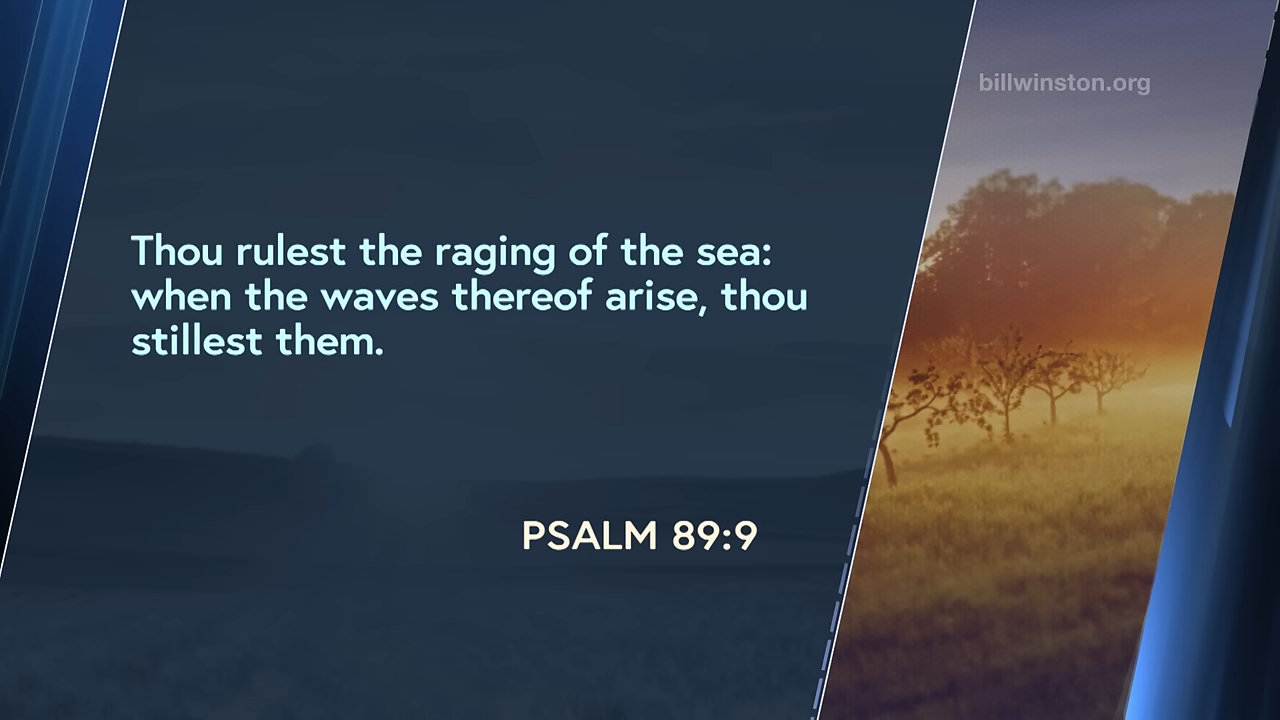 billwinston.org
Thou rulest the raging of the sea:
when the waves thereof arise, thou
stillest them.
PSALM 89:9